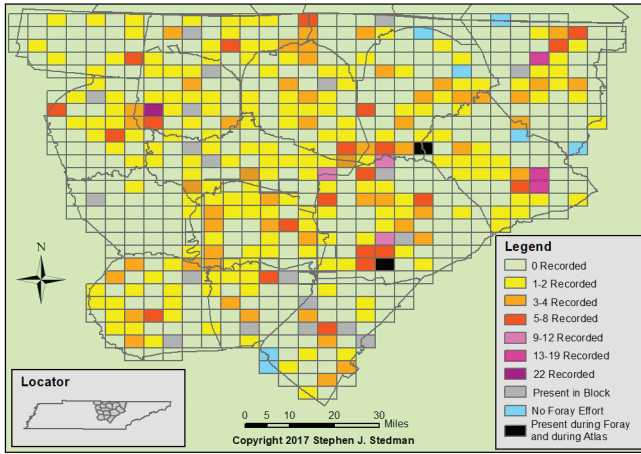 N
Legend
0 Recorded
1-2 Recorded
3-4 Recorded
5-8 Recorded
9-12 Recorded
13-19 Recorded
22 Recorded
Present in Block
No Foray Effort
Present during Foray
and during Atlas
Locator
0 5 10 20 30
Miles
Copyright 2017 Stephen J. Stedman